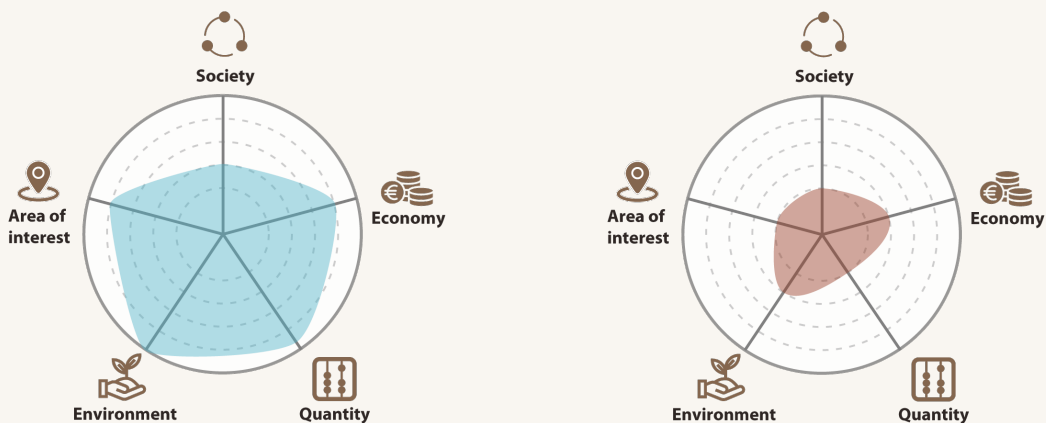 Society
Area of
interest
Economy
Environment
Quantity
Society
Area of
interest
Economy
Environment
Quantity